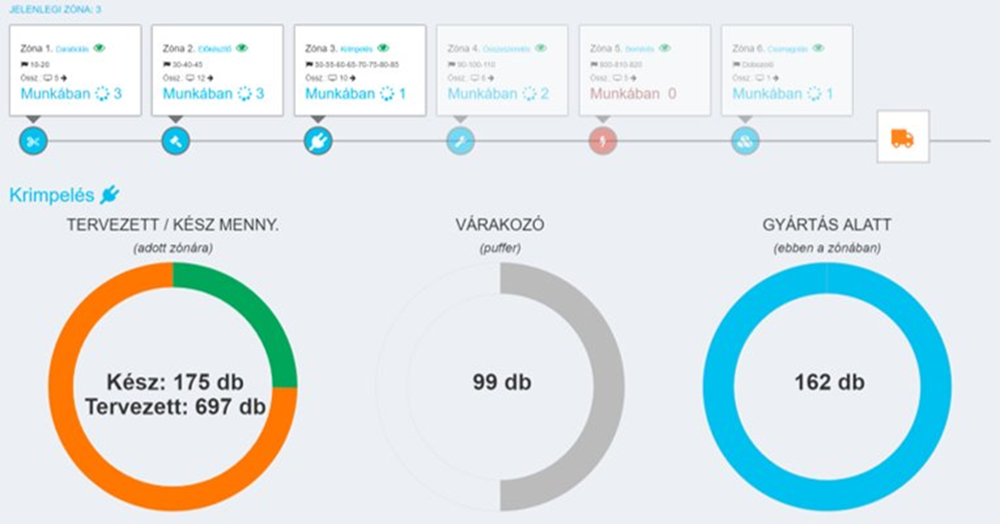 JELENLEGI ZÓNA: 3
Zóna 1. Darabolás
10-20
Össz.: 5
Munkában 3
Zóna 2. Előkészítő
30-40-45
Össz.: 12
Munkában 3
Zóna 3. Krimpelés
50-55-60-65-70-75-80-85
Össz.: 10
Munkában 1
Zóna 4. Összeszerelés
90-100-110
Össz.: 6
Munkában 2
Zóna 5.
800-810-820
Össz.: 5
Munkában 0
Zóna 6. Csomagolás
Dobozoló
Össz.: 1
Munkában 1
Krimpelés
TERVEZETT / KÉSZ MENNY.
(adott zónára)
Kész: 175 db
Tervezett: 697 db
VÁRAKOZÓ
(puffer)
99 db
GYÁRTÁS ALATT
(ebben a zónában)
162 db